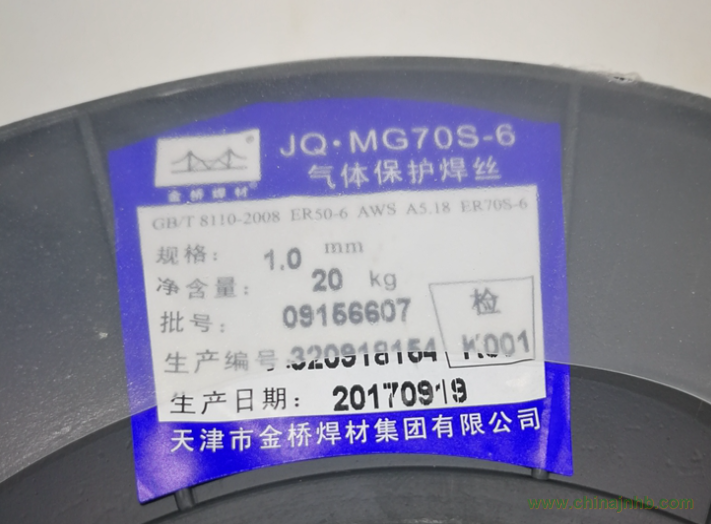 JQ·MG70S-6
金桥焊材®
气体保护焊丝
GB/T 8110-2008 ER50-6 AWS A5.18 ER70S-6
规格: 1.0 mm
净含量: 20 kg
批号: 09156607
检
生产编号 320918154 K001
生产日期: 20170919
天津市金桥焊材集团有限公司